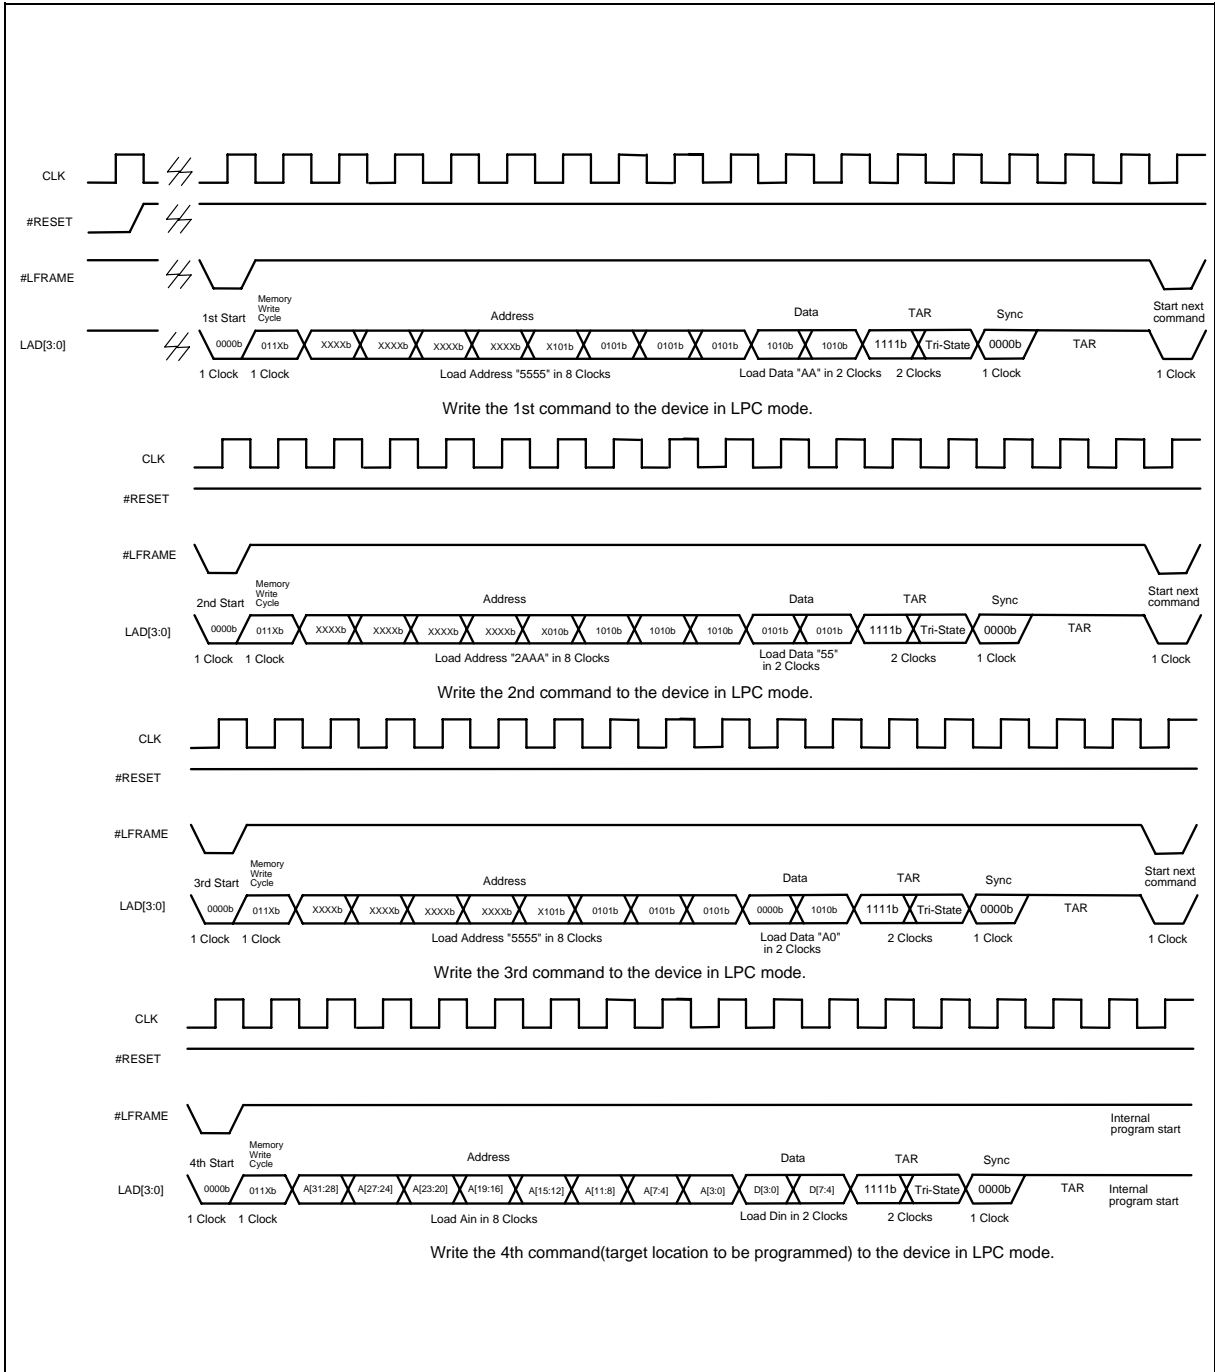 CLK
#RESET
#LFRAME
Memory
Write
Cycle
1st Start
Address
Data
TAR
Sync
Start next
command
LAD[3:0]
0000b 011Xb XXXXb XXXXb XXXXb XXXXb X101b 0101b 0101b 0101b 1010b 1010b 1111b Tri-State 0000b TAR
1 Clock 1 Clock Load Address "5555" in 8 Clocks Load Data "AA" in 2 Clocks 2 Clocks 1 Clock 1 Clock
Write the 1st command to the device in LPC mode.
CLK
#RESET
#LFRAME
Memory
Write
Cycle
2nd Start
Address
Data
TAR
Sync
Start next
command
LAD[3:0]
0000b 011Xb XXXXb XXXXb XXXXb XXXXb X010b 1010b 1010b 1010b 0101b 0101b 1111b Tri-State 0000b TAR
1 Clock 1 Clock Load Address "2AAA" in 8 Clocks
Load Data "55"
in 2 Clocks
2 Clocks 1 Clock 1 Clock
Write the 2nd command to the device in LPC mode.
CLK
#RESET
#LFRAME
Memory
Write
Cycle
3rd Start
Address
Data
TAR
Sync
Start next
command
LAD[3:0]
0000b 011Xb XXXXb XXXXb XXXXb XXXXb X101b 0101b 0101b 0101b 0000b 1010b 1111b Tri-State 0000b TAR
1 Clock 1 Clock Load Address "5555" in 8 Clocks
Load Data "A0"
in 2 Clocks
2 Clocks 1 Clock 1 Clock
Write the 3rd command to the device in LPC mode.
CLK
#RESET
#LFRAME
Internal
program start
Memory
Write
Cycle
4th Start
Address
Data
TAR
Sync
LAD[3:0]
0000b 011Xb A[31:28] A[27:24] A[23:20] A[19:16] A[15:12] A[11:8] A[7:4] A[3:0] D[3:0] D[7:4] 1111b Tri-State 0000b TAR
Internal
program start
1 Clock 1 Clock Load Ain in 8 Clocks Load Din in 2 Clocks 2 Clocks 1 Clock
Write the 4th command(target location to be programmed) to the device in LPC mode.